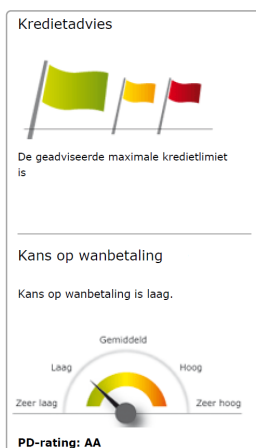 Kredietadvies
De geadviseerde maximale kredietlimiet
is
Kans op wanbetaling
Kans op wanbetaling is laag.
Gemiddeld
Laag
Hoog
Zeer laag
Zeer hoog
PD-rating: AA